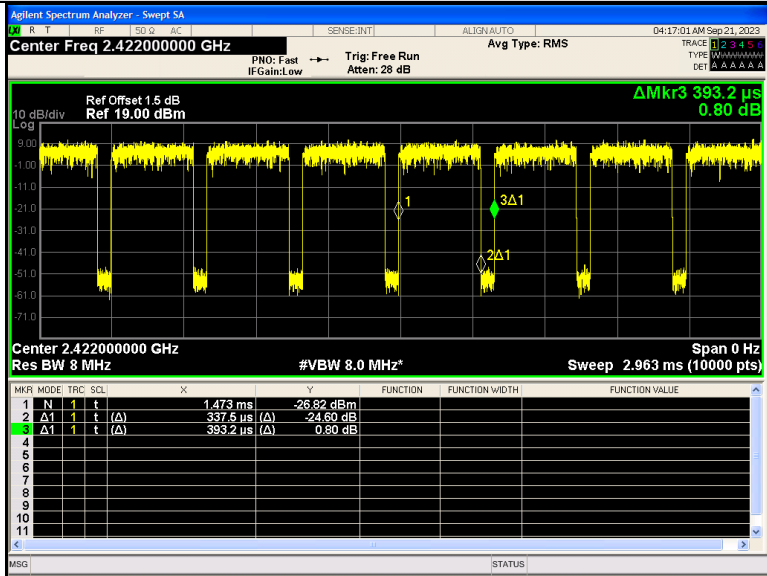 Agilent Spectrum Analyzer - Swept SA
LXI R T RF 50 Ω AC SENSE:INT ALIGN AUTO 04:17:01 AM Sep 21, 2023
Center Freq 2.422000000 GHz
Avg Type: RMS
TRACE 1 2 3 4 5 6
TYPE
DET A A A A A A
PNO: Fast
IFGain:Low
Trig: Free Run
Atten: 28 dB
ΔMkr3 393.2 µs
0.80 dB
Ref Offset 1.5 dB
10 dB/div Ref 19.00 dBm
Log
9.00
-1.00
-11.0
-21.0
-31.0
-41.0
-51.0
-61.0
-71.0
1
3Δ1
2Δ1
Center 2.422000000 GHz Span 0 Hz
Res BW 8 MHz #VBW 8.0 MHz* Sweep 2.963 ms (10000 pts)
MKR MODE TRC SCL X Y FUNCTION FUNCTION WIDTH FUNCTION VALUE
1 N 1 t 1.473 ms -26.82 dBm
2 Δ1 1 t (Δ) 337.5 µs (Δ) -24.60 dB
3 Δ1 1 t (Δ) 393.2 µs (Δ) 0.80 dB
4
5
6
7
8
9
10
11
MSG STATUS